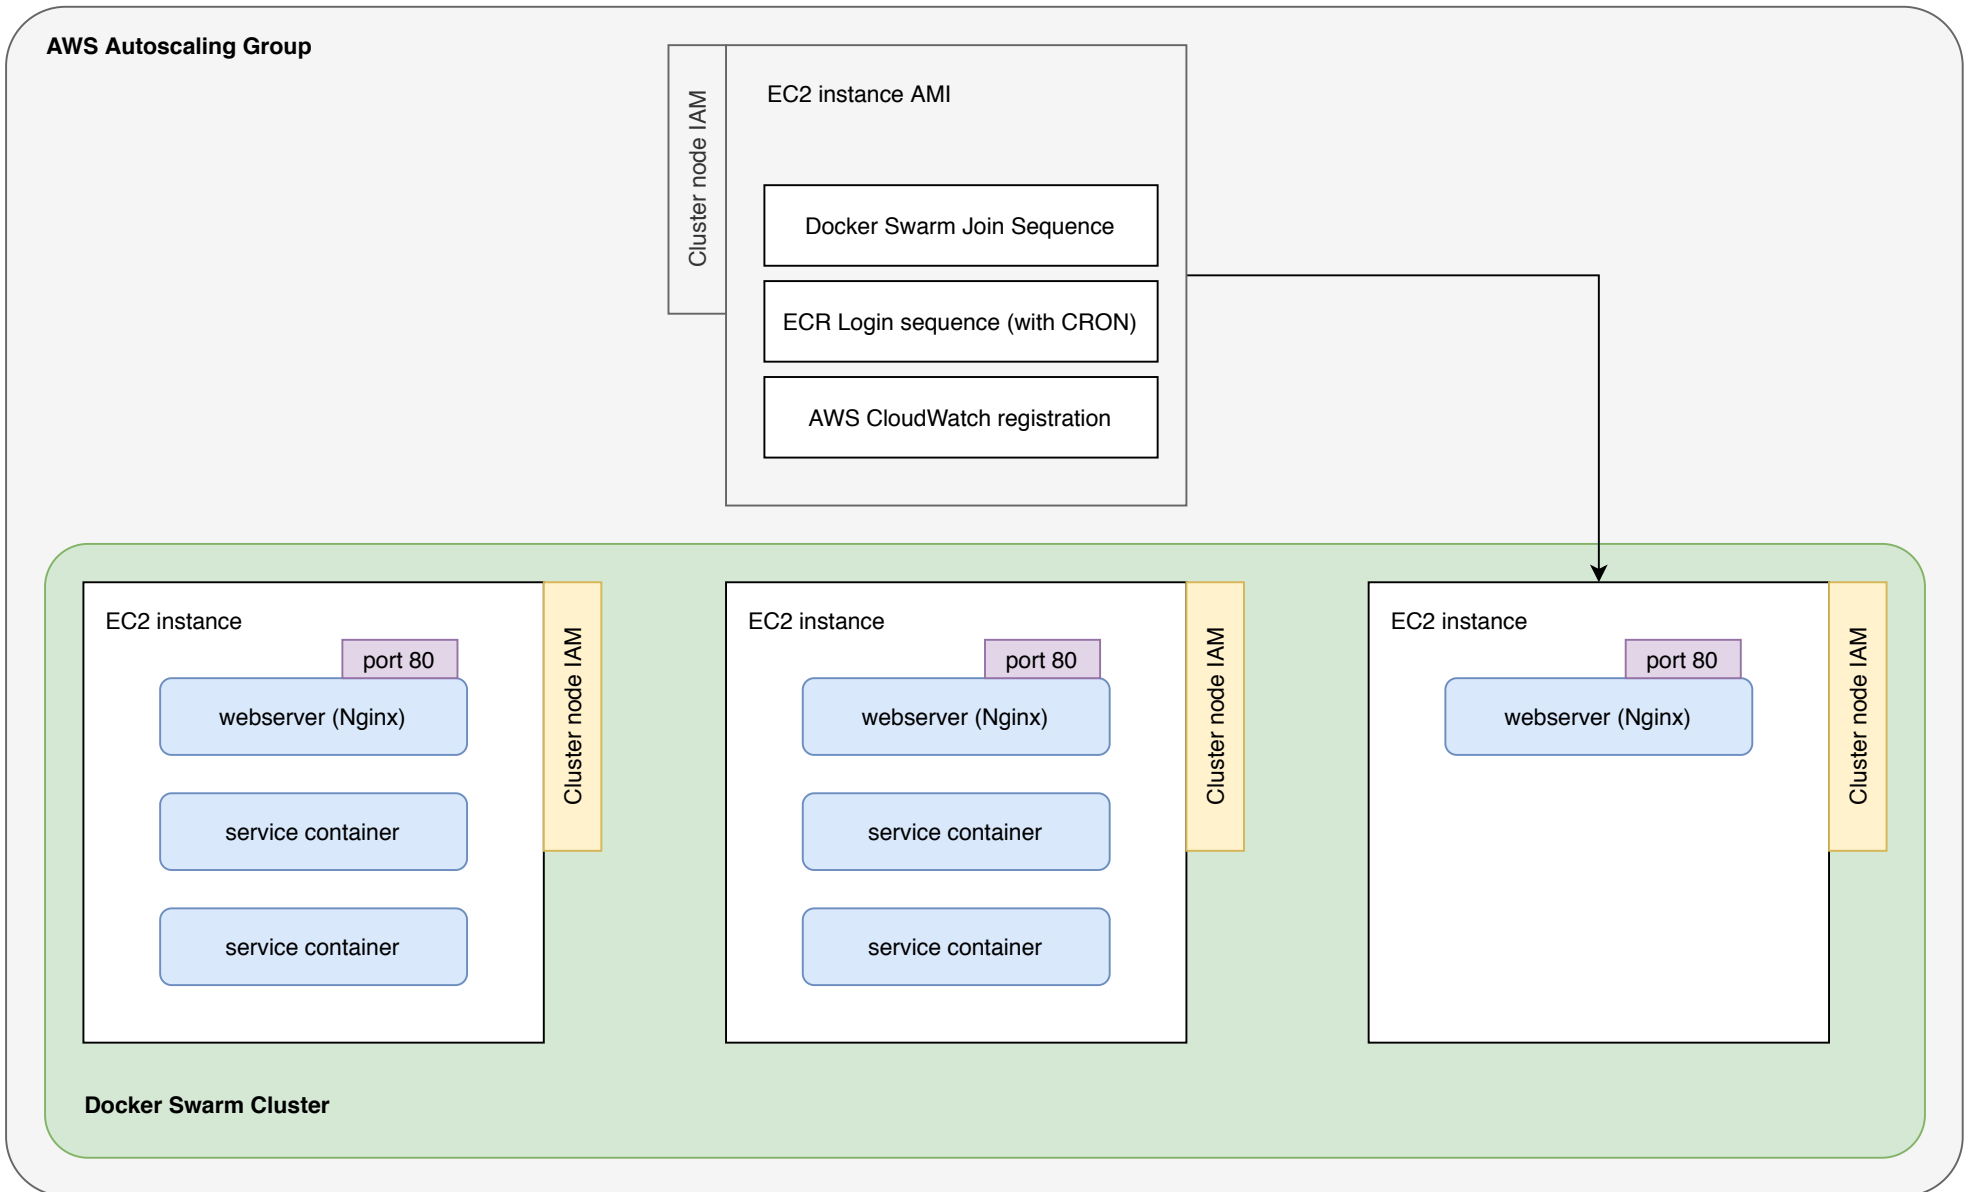 AWS Autoscaling Group
Cluster node IAM
EC2 instance AMI
Docker Swarm Join Sequence
ECR Login sequence (with CRON)
AWS CloudWatch registration
EC2 instance
port 80
webserver (Nginx)
service container
service container
Cluster node IAM
EC2 instance
port 80
webserver (Nginx)
service container
service container
Cluster node IAM
EC2 instance
port 80
webserver (Nginx)
Cluster node IAM
Docker Swarm Cluster